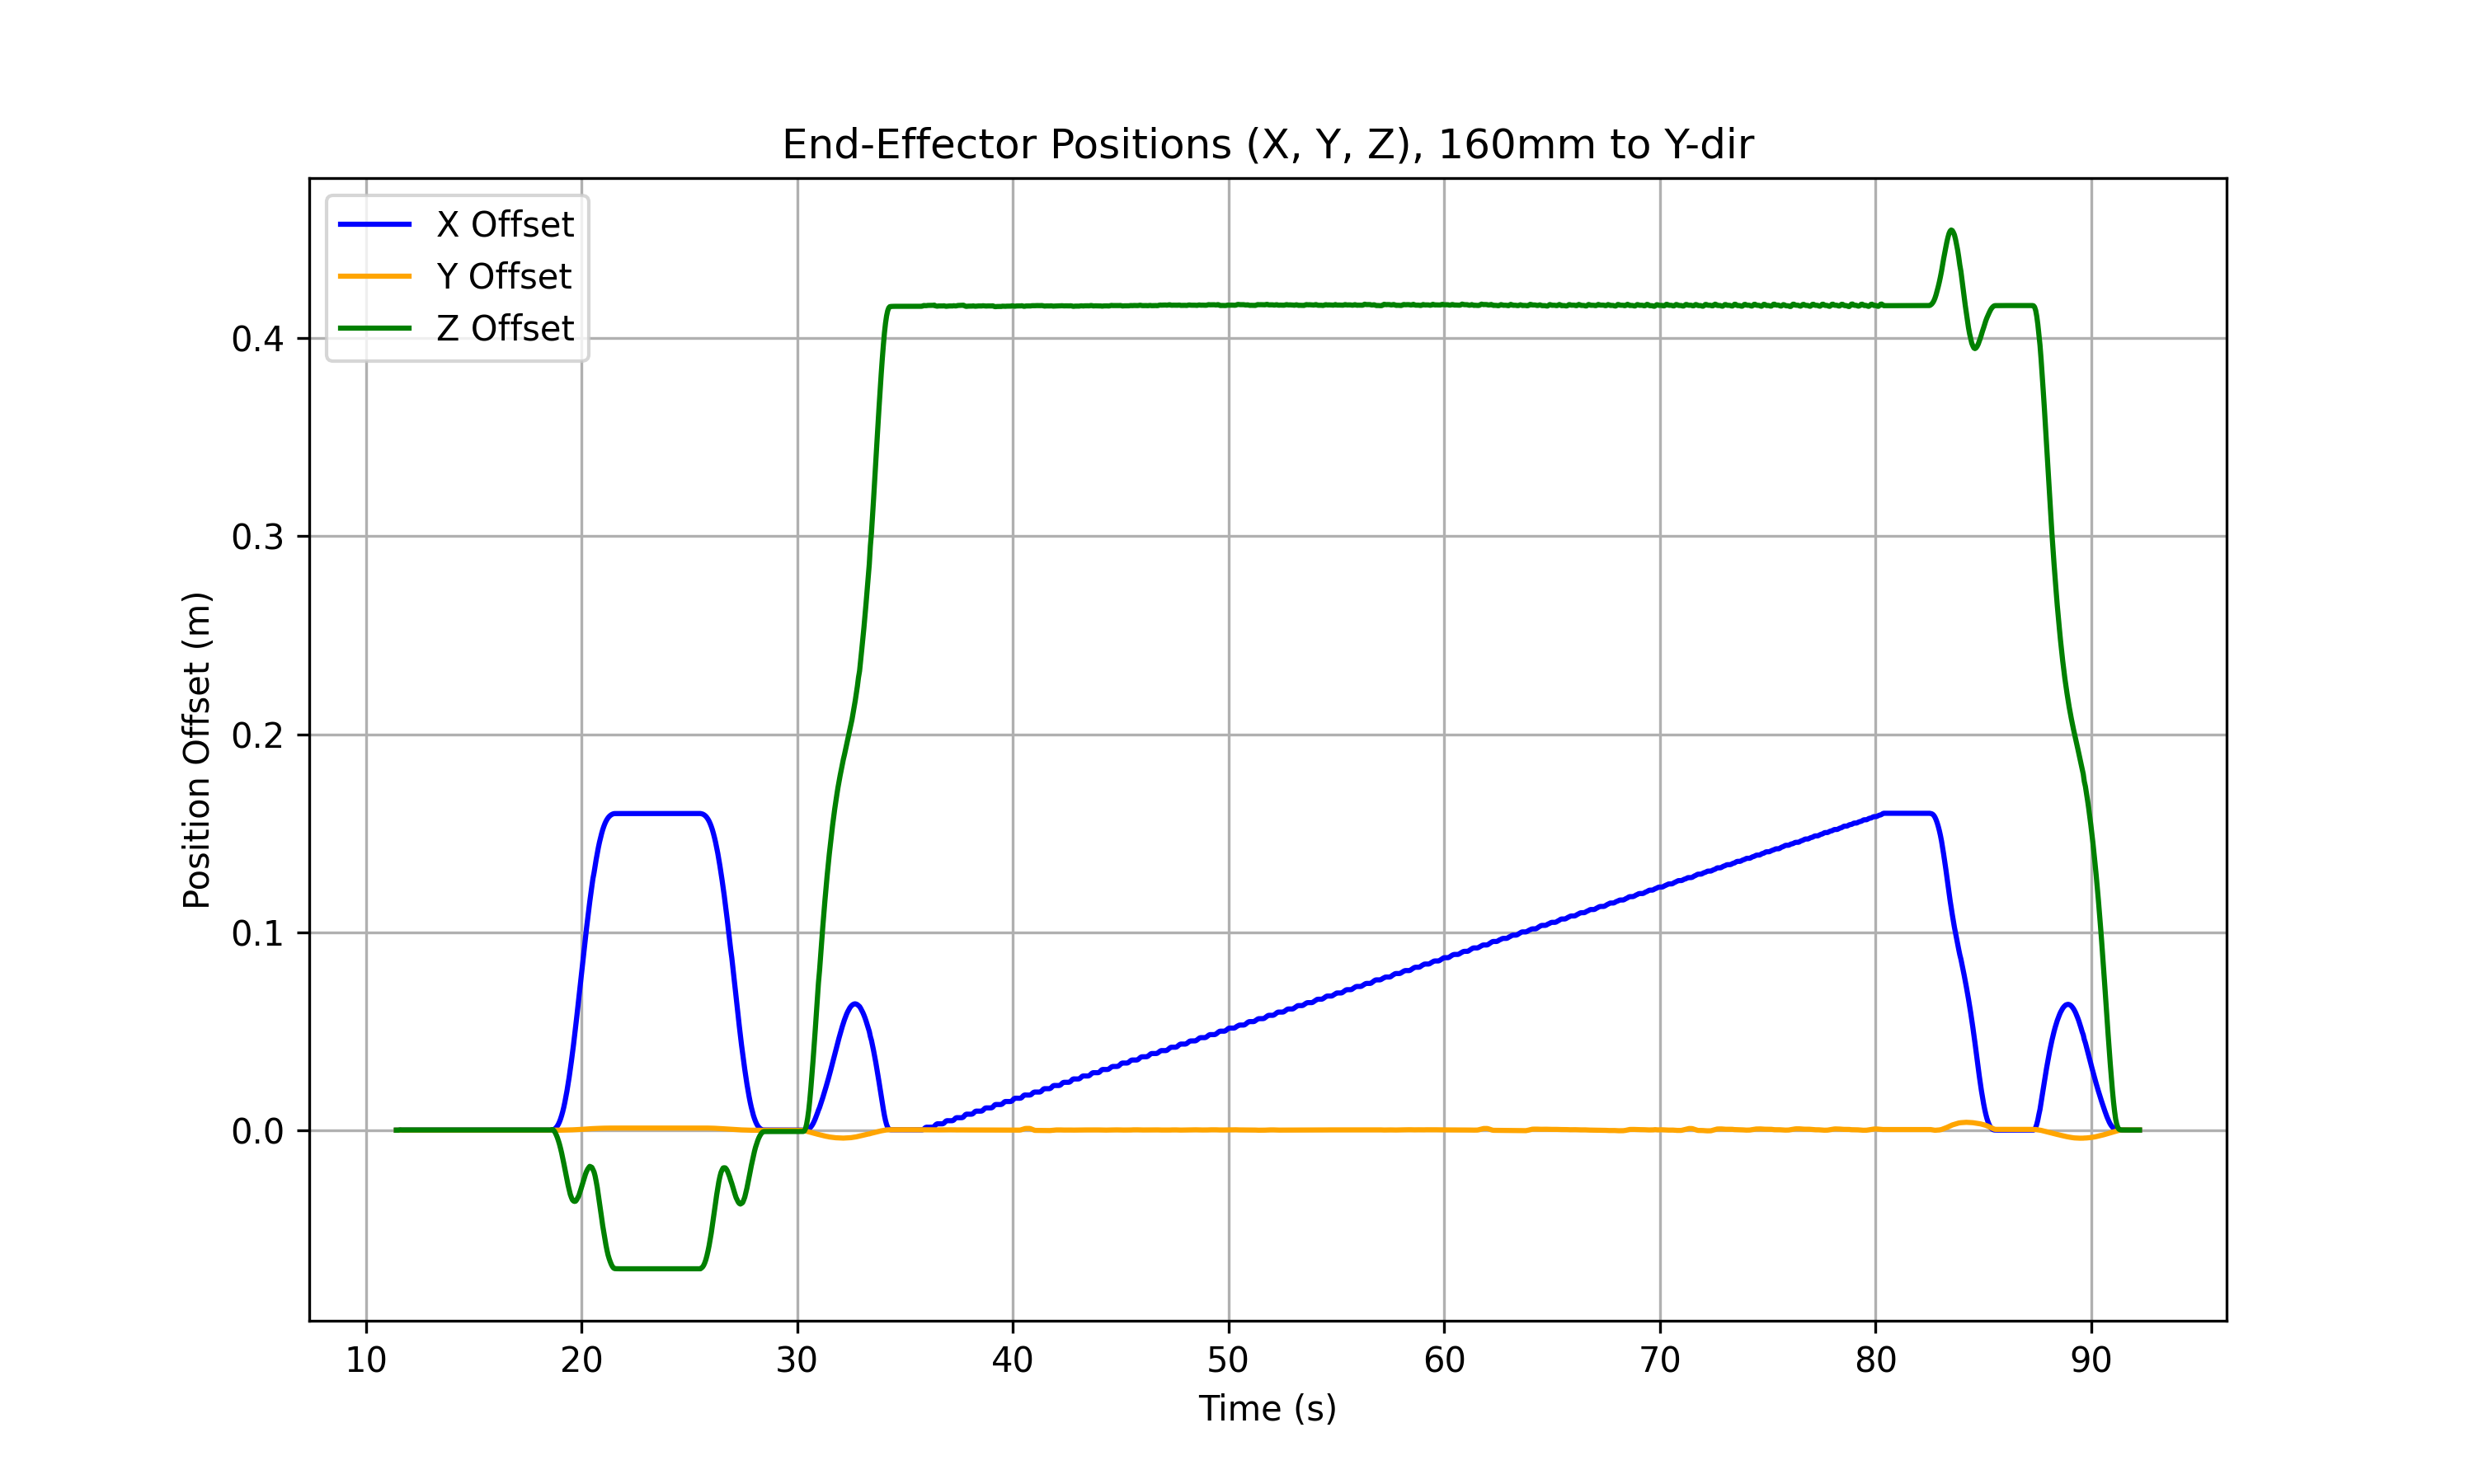 End-Effector Positions (X, Y, Z), 160mm to Y-dir
X Offset
Y Offset
Z Offset
Position Offset (m)
0.4
0.3
0.2
0.1
0.0
10 20 30 40 50 60 70 80 90
Time (s)